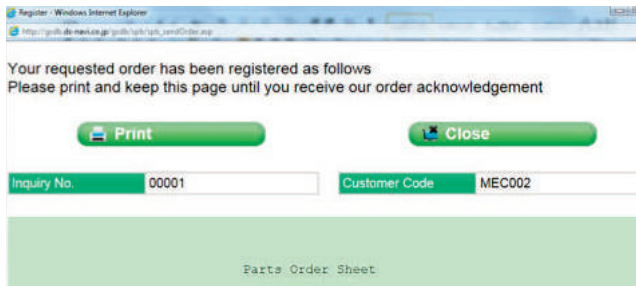 Register - Windows Internet Explorer
Your requested order has been registered as follows
Please print and keep this page until you receive our order acknowledgement
Print Close
Inquiry No. 00001 Customer Code MEC002
Parts Order Sheet